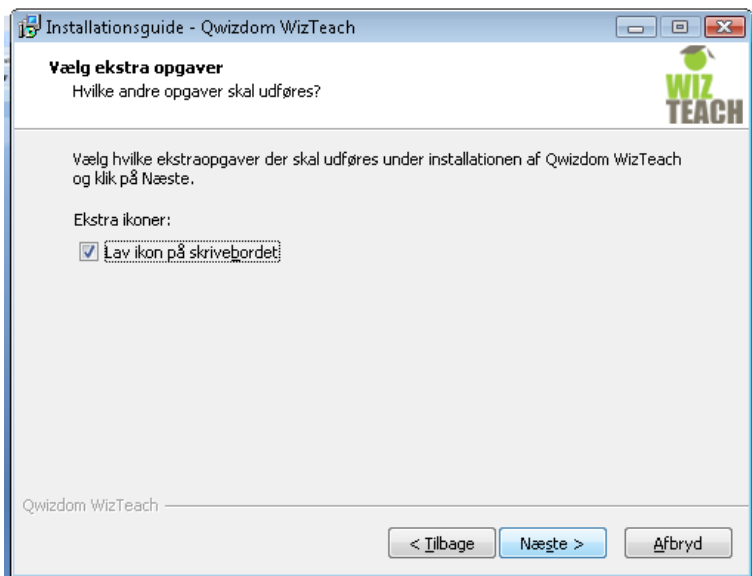 Installationsguide - Qwizdom WizTeach
Vælg ekstra opgaver
Hvilke andre opgaver skal udføres?
WIZ
TEACH
Vælg hvilke ekstraopgaver der skal udføres under installationen af Qwizdom WizTeach
og klik på Næste.
Ekstra ikoner:
Lav ikon på skrivebordet
Qwizdom WizTeach
< Tilbage
Næste >
Afbryd